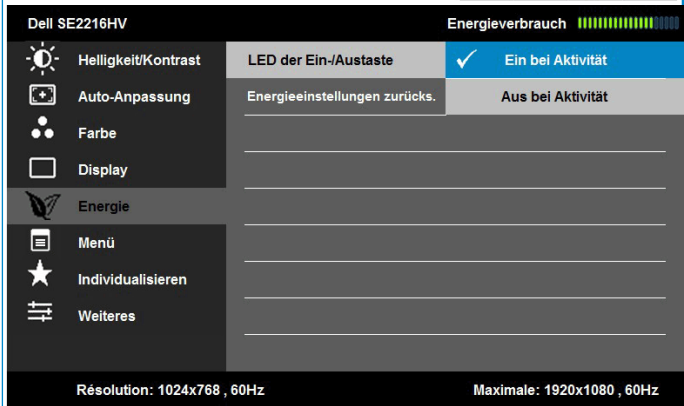 Dell SE2216HV Energieverbrauch
Helligkeit/Kontrast LED der Ein-/Austaste Ein bei Aktivität
Auto-Anpassung Energieeinstellungen zurücks. Aus bei Aktivität
Farbe
Display
Energie
Menü
Individualisieren
Weiteres
Résolution: 1024x768 , 60Hz Maximale: 1920x1080 , 60Hz